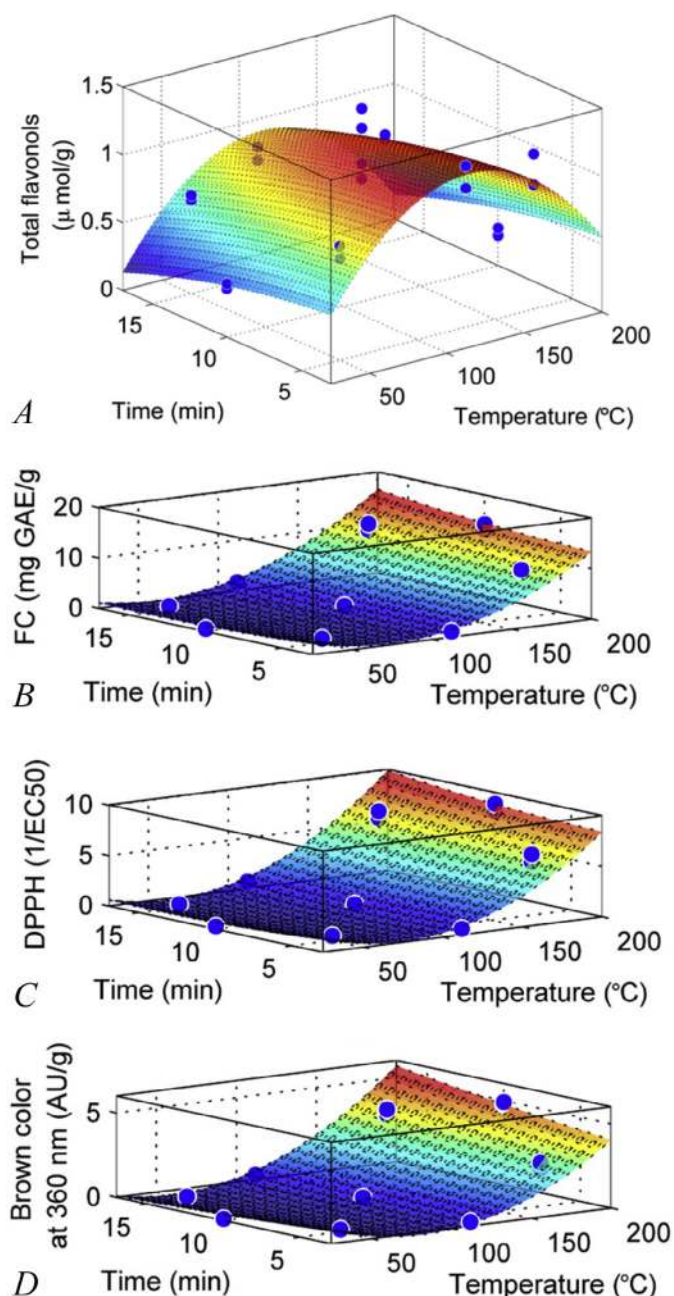 1.5
1
0.5
0
Total flavonols
(μ mol/g)
15
10
5
Time (min)
50
100
150
200
Temperature (°C)
A
20
10
0
FC (mg GAE/g
15
10
5
Time (min)
50
100
150
200
Temperature (°C)
B
10
5
0
DPPH (1/EC50)
15
10
5
Time (min)
50
100
150
200
Temperature (°C)
C
5
0
Brown color
at 360 nm (AU/g)
15
10
5
Time (min)
50
100
150
200
Temperature (°C)
D